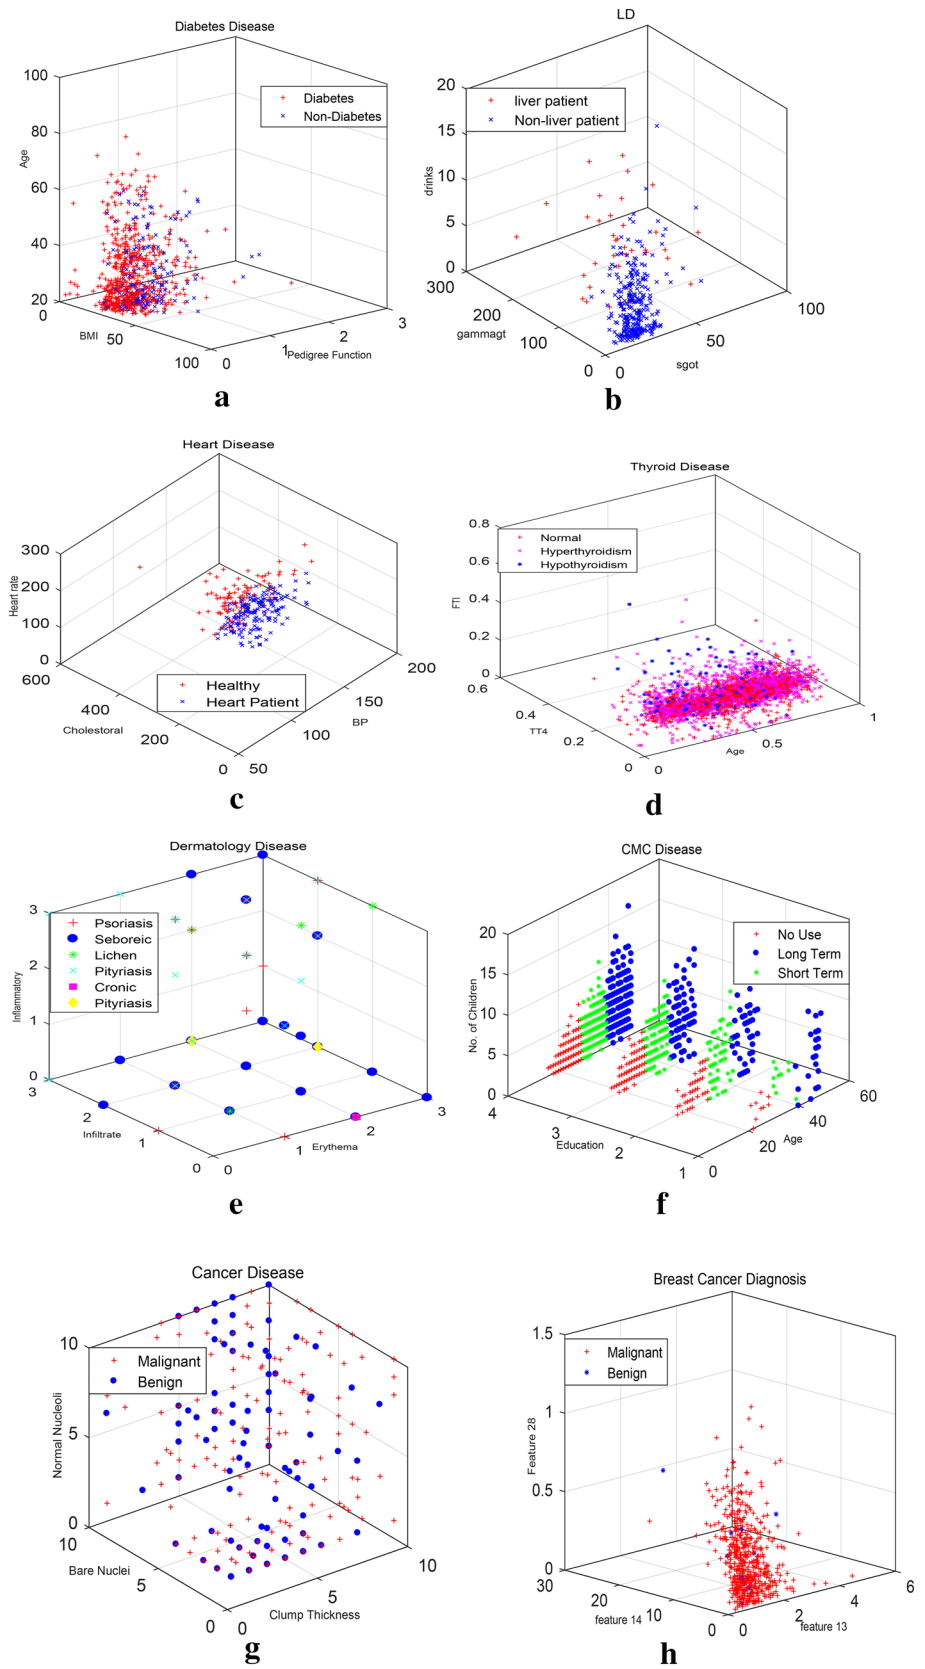 Diabetes Disease
100
80
60
40
20
Age
Diabetes
Non-Diabetes
0
50
100
BMI
0
1
2
3
Pedigree Function
a
LD
20
15
10
5
0
drinks
liver patient
Non-liver patient
300
200
100
0
gammagt
0
50
100
sgot
b
Heart Disease
300
200
100
0
Heart rate
600
400
200
0
Cholestoral
50
100
150
200
BP
Healthy
Heart Patient
c
Thyroid Disease
0.8
0.6
0.4
0.2
0
FTI
Normal
Hyperthyroidism
Hypothyroidism
0.6
0.4
0.2
0
TT4
0
0.5
1
Age
d
Dermatology Disease
3
2
1
0
Inflammatory
Psoriasis
Seboreic
Lichen
Pityriasis
Cronic
Pityriasis
3
2
1
0
Infiltrate
0
1
2
3
Erythema
e
CMC Disease
20
15
10
5
0
No. of Children
No Use
Long Term
Short Term
4
3
2
1
Education
0
20
40
60
Age
f
Cancer Disease
10
5
0
Normal Nucleoli
Malignant
Benign
10
5
0
Bare Nuclei
0
5
10
Clump Thickness
g
Breast Cancer Diagnosis
1.5
1
0.5
0
Feature 28
Malignant
Benign
30
20
10
0
feature 14
0
2
4
6
feature 13
h